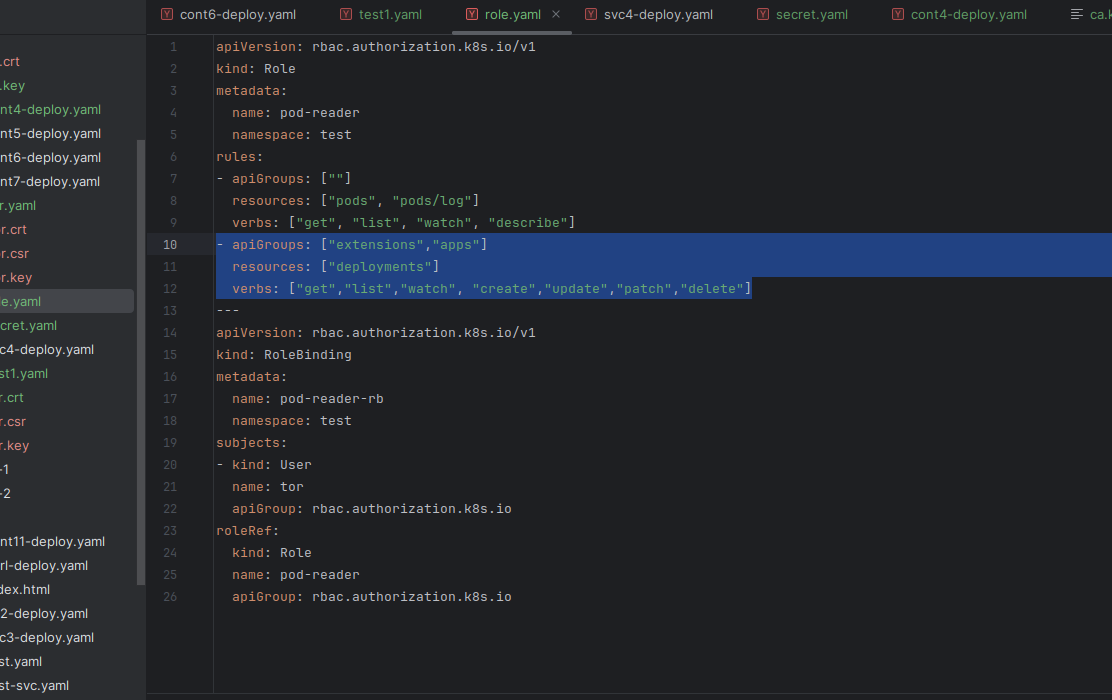 cont6-deploy.yaml
test1.yaml
role.yaml
svc4-deploy.yaml
secret.yaml
cont4-deploy.yaml
ca.k
.crt
.key
nt4-deploy.yaml
nt5-deploy.yaml
nt6-deploy.yaml
nt7-deploy.yaml
r.yaml
r.crt
r.csr
r.key
le.yaml
cret.yaml
c4-deploy.yaml
st1.yaml
r.crt
r.csr
r.key
-1
-2
nt11-deploy.yaml
rl-deploy.yaml
dex.html
2-deploy.yaml
c3-deploy.yaml
st.yaml
st-svc.yaml
1 apiVersion: rbac.authorization.k8s.io/v1
2 kind: Role
3 metadata:
4   name: pod-reader
5   namespace: test
6 rules:
7 - apiGroups: [""]
8   resources: ["pods", "pods/log"]
9   verbs: ["get", "list", "watch", "describe"]
10 - apiGroups: ["extensions","apps"]
11   resources: ["deployments"]
12   verbs: ["get","list","watch", "create","update","patch","delete"]
13 ---
14 apiVersion: rbac.authorization.k8s.io/v1
15 kind: RoleBinding
16 metadata:
17   name: pod-reader-rb
18   namespace: test
19 subjects:
20 - kind: User
21   name: tor
22   apiGroup: rbac.authorization.k8s.io
23 roleRef:
24   kind: Role
25   name: pod-reader
26   apiGroup: rbac.authorization.k8s.io